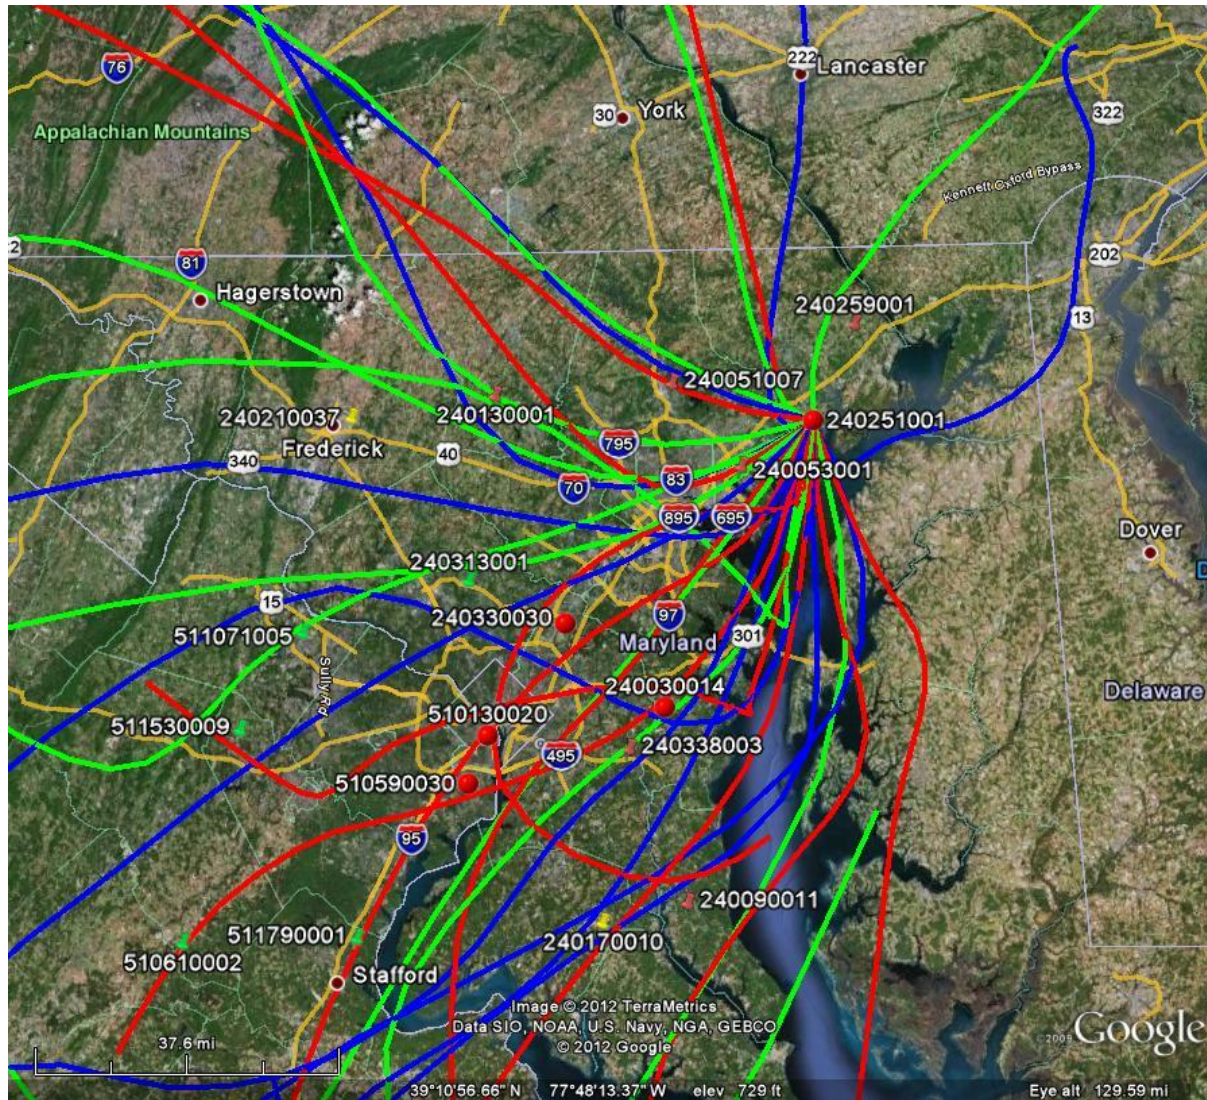 222
Lancaster
76
30
York
322
Appalachian Mountains
Kennett Oxford Bypass
81
202
Hagerstown
240259001
13
240051007
240210037
240130001
240251001
Frederick
795
340
40
240053001
70
83
895
695
Dover
240313001
15
240330030
97
511071005
Maryland
301
Sully Rd
240030014
Delaware
510130020
511530009
240338003
495
510590030
95
240090011
511790001
240170010
510610002
Stafford
Image © 2012 TerraMetrics
Data SIO, NOAA, U.S. Navy, NGA, GEBCO
© 2012 Google
©2009 Google
37.6 mi
39°10'56.66" N 77°48'13.37" W elev 729 ft Eye alt 129.59 mi